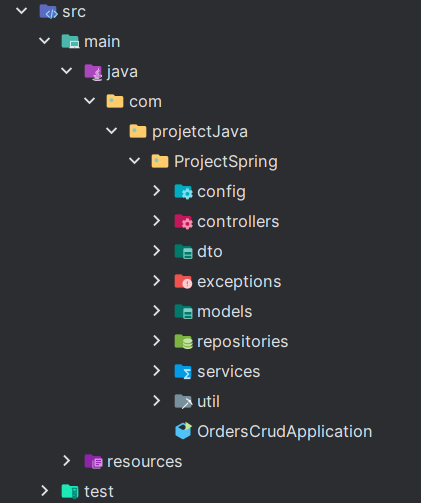 src
main
java
com
projetctJava
ProjectSpring
config
controllers
dto
exceptions
models
repositories
services
util
OrdersCrudApplication
resources
test